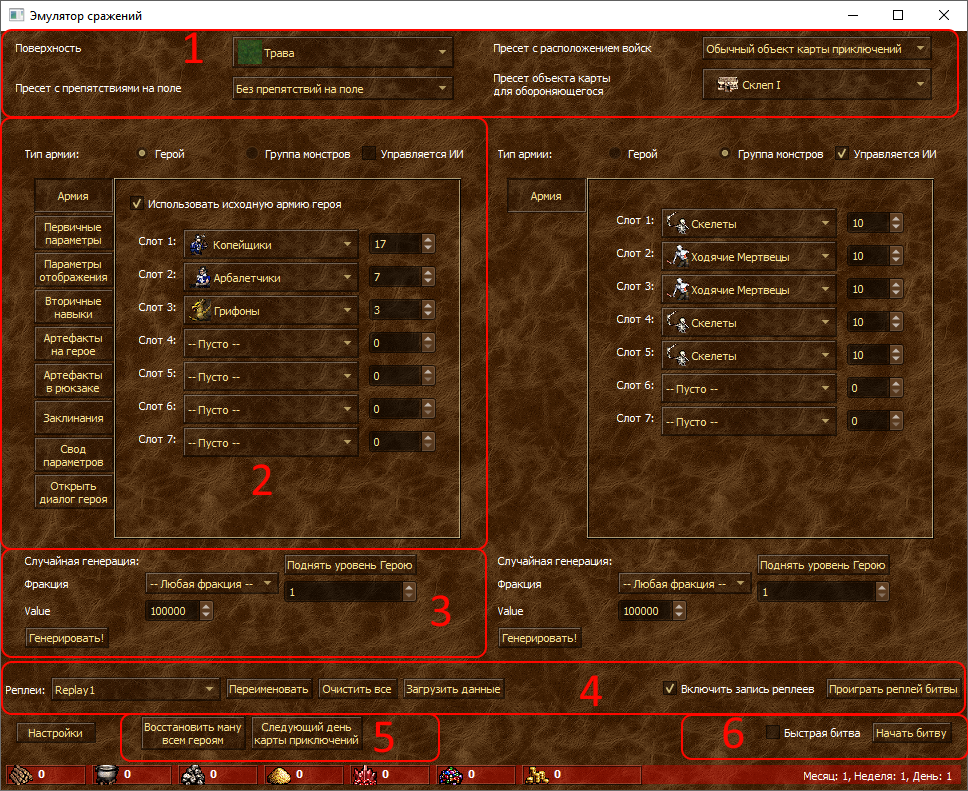 Эмулятор сражений
Поверхность
1
Трава
Пресет с расположением войск
Обычный объект карты приключений
Пресет с препятствиями на поле
Без препятствий на поле
Пресет объекта карты
для обороняющегося
Склеп I
Тип армии:
Герой
Группа монстров
Управляется ИИ
Армия
Первичные
параметры
Параметры
отображения
Вторичные
навыки
Артефакты
на герое
Артефакты
в рюкзаке
Заклинания
Свод
параметров
Открыть
диалог героя
Использовать исходную армию героя
Слот 1: Копейщики 17
Слот 2: Арбалетчики 7
Слот 3: Грифоны 3
Слот 4: -- Пусто -- 0
Слот 5: -- Пусто -- 0
Слот 6: -- Пусто -- 0
Слот 7: -- Пусто -- 0
2
Тип армии:
Герой
Группа монстров
Управляется ИИ
Армия
Слот 1: Скелеты 10
Слот 2: Ходячие Мертвецы 10
Слот 3: Ходячие Мертвецы 10
Слот 4: Скелеты 10
Слот 5: Скелеты 10
Слот 6: -- Пусто -- 0
Слот 7: -- Пусто -- 0
Случайная генерация:
Поднять уровень Герою
Фракция
-- Любая фракция --
1
Value
100000
3
Генерировать!
Случайная генерация:
Поднять уровень Герою
Фракция
-- Любая фракция --
1
Value
100000
Генерировать!
Реплеи:
Replay1
Переименовать
Очистить все
Загрузить данные
4
Включить запись реплеев
Проиграть реплей битвы
Настройки
Восстановить ману
всем героям
Следующий день
карты приключений
5
6
Быстрая битва
Начать битву
0
0
0
0
0
0
0
Месяц: 1, Неделя: 1, День: 1